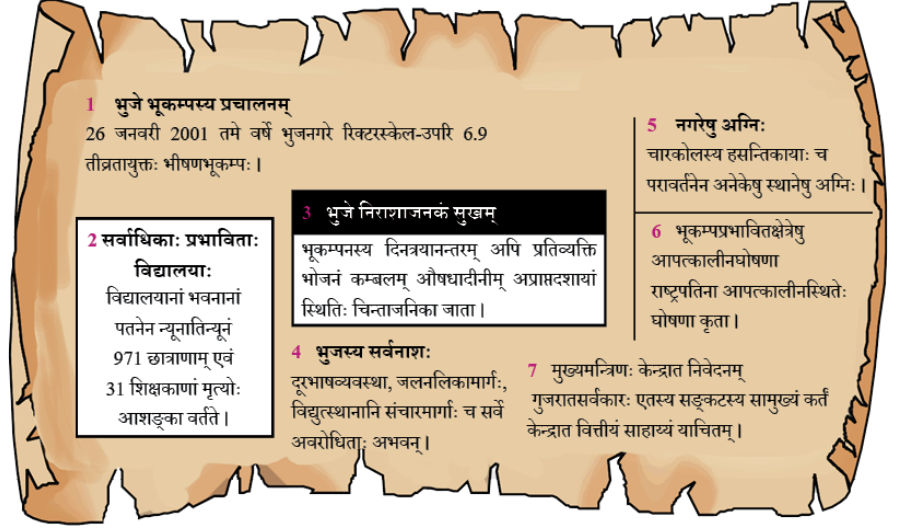 1 भुजे भूकम्पस्य प्रचालनम्
26 जनवरी 2001 तमे वर्षे भुजनगरे रिक्टरस्केल-उपरि 6.9
तीव्रतायुक्तः भीषणभूकम्पः।
2 सर्वाधिकाः प्रभाविताः
विद्यालयाः
विद्यालयानां भवनानां
पतनेन न्यूनातिन्यूनं
971 छात्राणाम् एवं
31 शिक्षकाणां मृत्योः
आशङ्का वर्तते।
3 भुजे निराशाजनकं सुखम्
भूकम्पनस्य दिनत्रयानन्तरम् अपि प्रतिव्यक्ति
भोजनं कम्बलम् औषधादीनीम् अप्राप्तदशायां
स्थितिः चिन्ताजनिका जाता।
4 भुजस्य सर्वनाशः
दूरभाषव्यवस्था, जलनलिकामार्गः,
विद्युत्स्थानानि संचारमार्गाः च सर्वे
अवरोधिताः अभवन्।
5 नगरेषु अग्निः
चारकोलस्य हसन्तिकायाः च
परावर्तनेन अनेकेषु स्थानेषु अग्निः।
6 भूकम्पप्रभावितक्षेत्रेषु
आपत्कालीनघोषणा
राष्ट्रपतिना आपत्कालीनस्थितेः
घोषणा कृता।
7 मुख्यमन्त्रिणः केन्द्रात निवेदनम्
गुजरातसर्वकारः एतस्य सङ्कटस्य सामुख्यं कर्तं
केन्द्रात वित्तीयं साहाय्यं याचितम्।